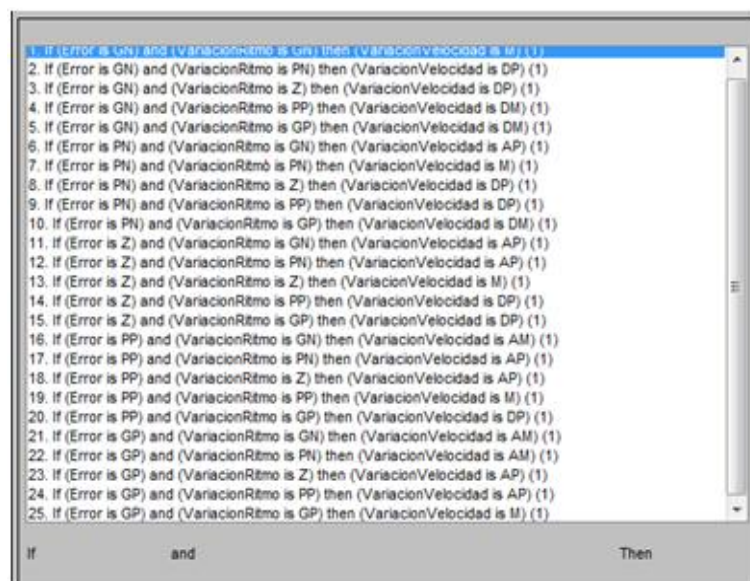 1. If (Error is GN) and (VariacionRitmo is GN) then (VariacionVelocidad is M) (1)
2. If (Error is GN) and (VariacionRitmo is PN) then (VariacionVelocidad is DP) (1)
3. If (Error is GN) and (VariacionRitmo is Z) then (VariacionVelocidad is DP) (1)
4. If (Error is GN) and (VariacionRitmo is PP) then (VariacionVelocidad is DM) (1)
5. If (Error is GN) and (VariacionRitmo is GP) then (VariacionVelocidad is DM) (1)
6. If (Error is PN) and (VariacionRitmo is GN) then (VariacionVelocidad is AP) (1)
7. If (Error is PN) and (VariacionRitmo is PN) then (VariacionVelocidad is M) (1)
8. If (Error is PN) and (VariacionRitmo is Z) then (VariacionVelocidad is DP) (1)
9. If (Error is PN) and (VariacionRitmo is PP) then (VariacionVelocidad is DP) (1)
10. If (Error is PN) and (VariacionRitmo is GP) then (VariacionVelocidad is DM) (1)
11. If (Error is Z) and (VariacionRitmo is GN) then (VariacionVelocidad is AP) (1)
12. If (Error is Z) and (VariacionRitmo is PN) then (VariacionVelocidad is AP) (1)
13. If (Error is Z) and (VariacionRitmo is Z) then (VariacionVelocidad is M) (1)
14. If (Error is Z) and (VariacionRitmo is PP) then (VariacionVelocidad is DP) (1)
15. If (Error is Z) and (VariacionRitmo is GP) then (VariacionVelocidad is DP) (1)
16. If (Error is PP) and (VariacionRitmo is GN) then (VariacionVelocidad is AM) (1)
17. If (Error is PP) and (VariacionRitmo is PN) then (VariacionVelocidad is AP) (1)
18. If (Error is PP) and (VariacionRitmo is Z) then (VariacionVelocidad is AP) (1)
19. If (Error is PP) and (VariacionRitmo is PP) then (VariacionVelocidad is M) (1)
20. If (Error is PP) and (VariacionRitmo is GP) then (VariacionVelocidad is DP) (1)
21. If (Error is GP) and (VariacionRitmo is GN) then (VariacionVelocidad is AM) (1)
22. If (Error is GP) and (VariacionRitmo is PN) then (VariacionVelocidad is AM) (1)
23. If (Error is GP) and (VariacionRitmo is Z) then (VariacionVelocidad is AP) (1)
24. If (Error is GP) and (VariacionRitmo is PP) then (VariacionVelocidad is AP) (1)
25. If (Error is GP) and (VariacionRitmo is GP) then (VariacionVelocidad is M) (1)
If and Then